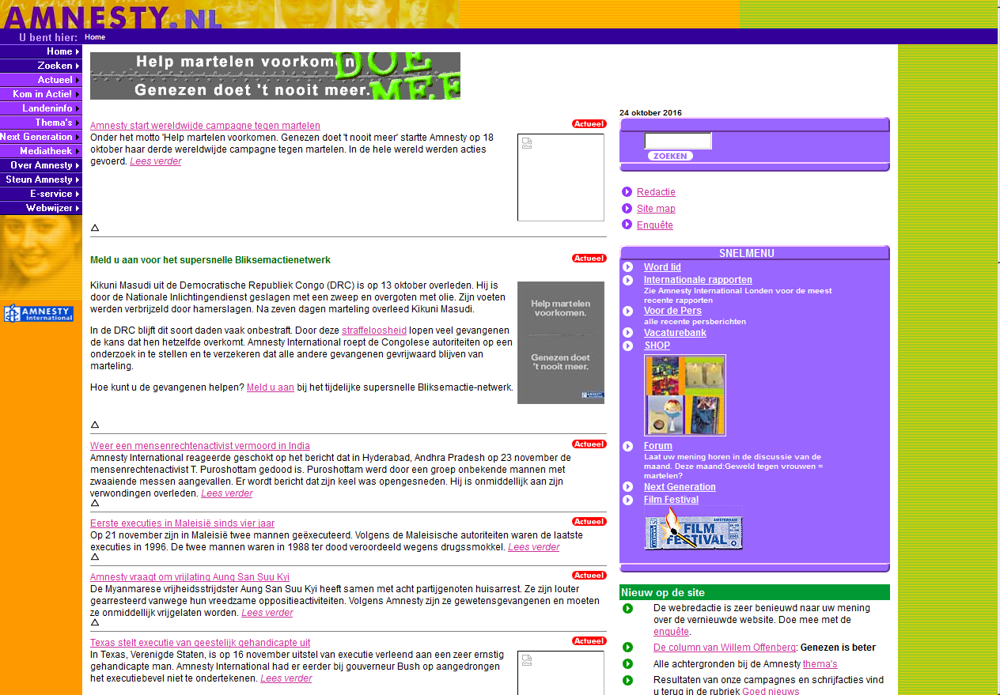 AMNESTY.NL
U bent hier: Home
Home
Zoeken
Actueel
Kom in Actie!
Landeninfo
Thema's
Next Generation
Mediatheek
Over Amnesty
Steun Amnesty
E-service
Webwijzer
AMNESTY
International
Help martelen voorkomen.
Genezen doet 't nooit meer.
DOE
MEE
Amnesty start wereldwijde campagne tegen martelen
Actueel
Onder het motto 'Help martelen voorkomen. Genezen doet 't nooit meer' startte Amnesty op 18
oktober haar derde wereldwijde campagne tegen martelen. In de hele wereld werden acties
gevoerd. Lees verder
Meld u aan voor het supersnelle Bliksemactienetwerk
Actueel
Kikuni Masudi uit de Democratische Republiek Congo (DRC) is op 13 oktober overleden. Hij is
door de Nationale Inlichtingendienst geslagen met een zweep en overgoten met olie. Zijn voeten
werden verbrijzeld door hamerslagen. Na zeven dagen marteling overleed Kikuni Masudi.
In de DRC blijft dit soort daden vaak onbestraft. Door deze straffeloosheid lopen veel gevangenen
de kans dat hen hetzelfde overkomt. Amnesty International roept de Congolese autoriteiten op een
onderzoek in te stellen en te verzekeren dat alle andere gevangenen gevrijwaard blijven van
marteling.
Hoe kunt u de gevangenen helpen? Meld u aan bij het tijdelijke supersnelle Bliksemactie-netwerk.
Help martelen
voorkomen.
Genezen doet
't nooit meer.
AMNESTY
Weer een mensenrechtenactivist vermoord in India
Actueel
Amnesty International reageerde geschokt op het bericht dat in Hyderabad, Andhra Pradesh op 23 november de
mensenrechtenactivist T. Puroshottam gedood is. Puroshottam werd door een groep onbekende mannen met
zwaaiende messen aangevallen. Er wordt bericht dat zijn keel was opengesneden. Hij is onmiddellijk aan zijn
verwondingen overleden. Lees verder
Eerste executies in Maleisië sinds vier jaar
Actueel
Op 21 november zijn in Maleisië twee mannen geëxecuteerd. Volgens de Maleisische autoriteiten waren de laatste
executies in 1996. De twee mannen waren in 1988 ter dood veroordeeld wegens drugssmokkel. Lees verder
Amnesty vraagt om vrijlating Aung San Suu Kyi
Actueel
De Myanmarese vrijheidsstrijdster Aung San Suu Kyi heeft samen met acht partijgenoten huisarrest. Ze zijn louter
gearresteerd vanwege hun vreedzame oppositieactiviteiten. Volgens Amnesty zijn ze gewetensgevangenen en moeten
ze onmiddellijk vrijgelaten worden. Lees verder
Texas stelt executie van geestelijk gehandicapte uit
Actueel
In Texas, Verenigde Staten, is op 16 november uitstel van executie verleend aan een zeer ernstig
gehandicapte man. Amnesty International had er eerder bij gouverneur Bush op aangedrongen
het executiebevel niet te ondertekenen. Lees verder
24 oktober 2016
ZOEKEN
Redactie
Site map
Enquête
SNELMENU
Word lid
Internationale rapporten
Zie Amnesty International Londen voor de meest
recente rapporten
Voor de Pers
alle recente persberichten
Vacaturebank
SHOP
Forum
Laat uw mening horen in de discussie van de
maand. Deze maand:Geweld tegen vrouwen =
martelen?
Next Generation
Film Festival
AMSTERDAM
FILM
FESTIVAL
2001
Nieuw op de site
De webredactie is zeer benieuwd naar uw mening
over de vernieuwde website. Doe mee met de
enquête.
De column van Willem Offenberg: Genezen is beter
Alle achtergronden bij de Amnesty thema's
Resultaten van onze campagnes en schrijfacties vind
u terug in de rubriek Goed nieuws